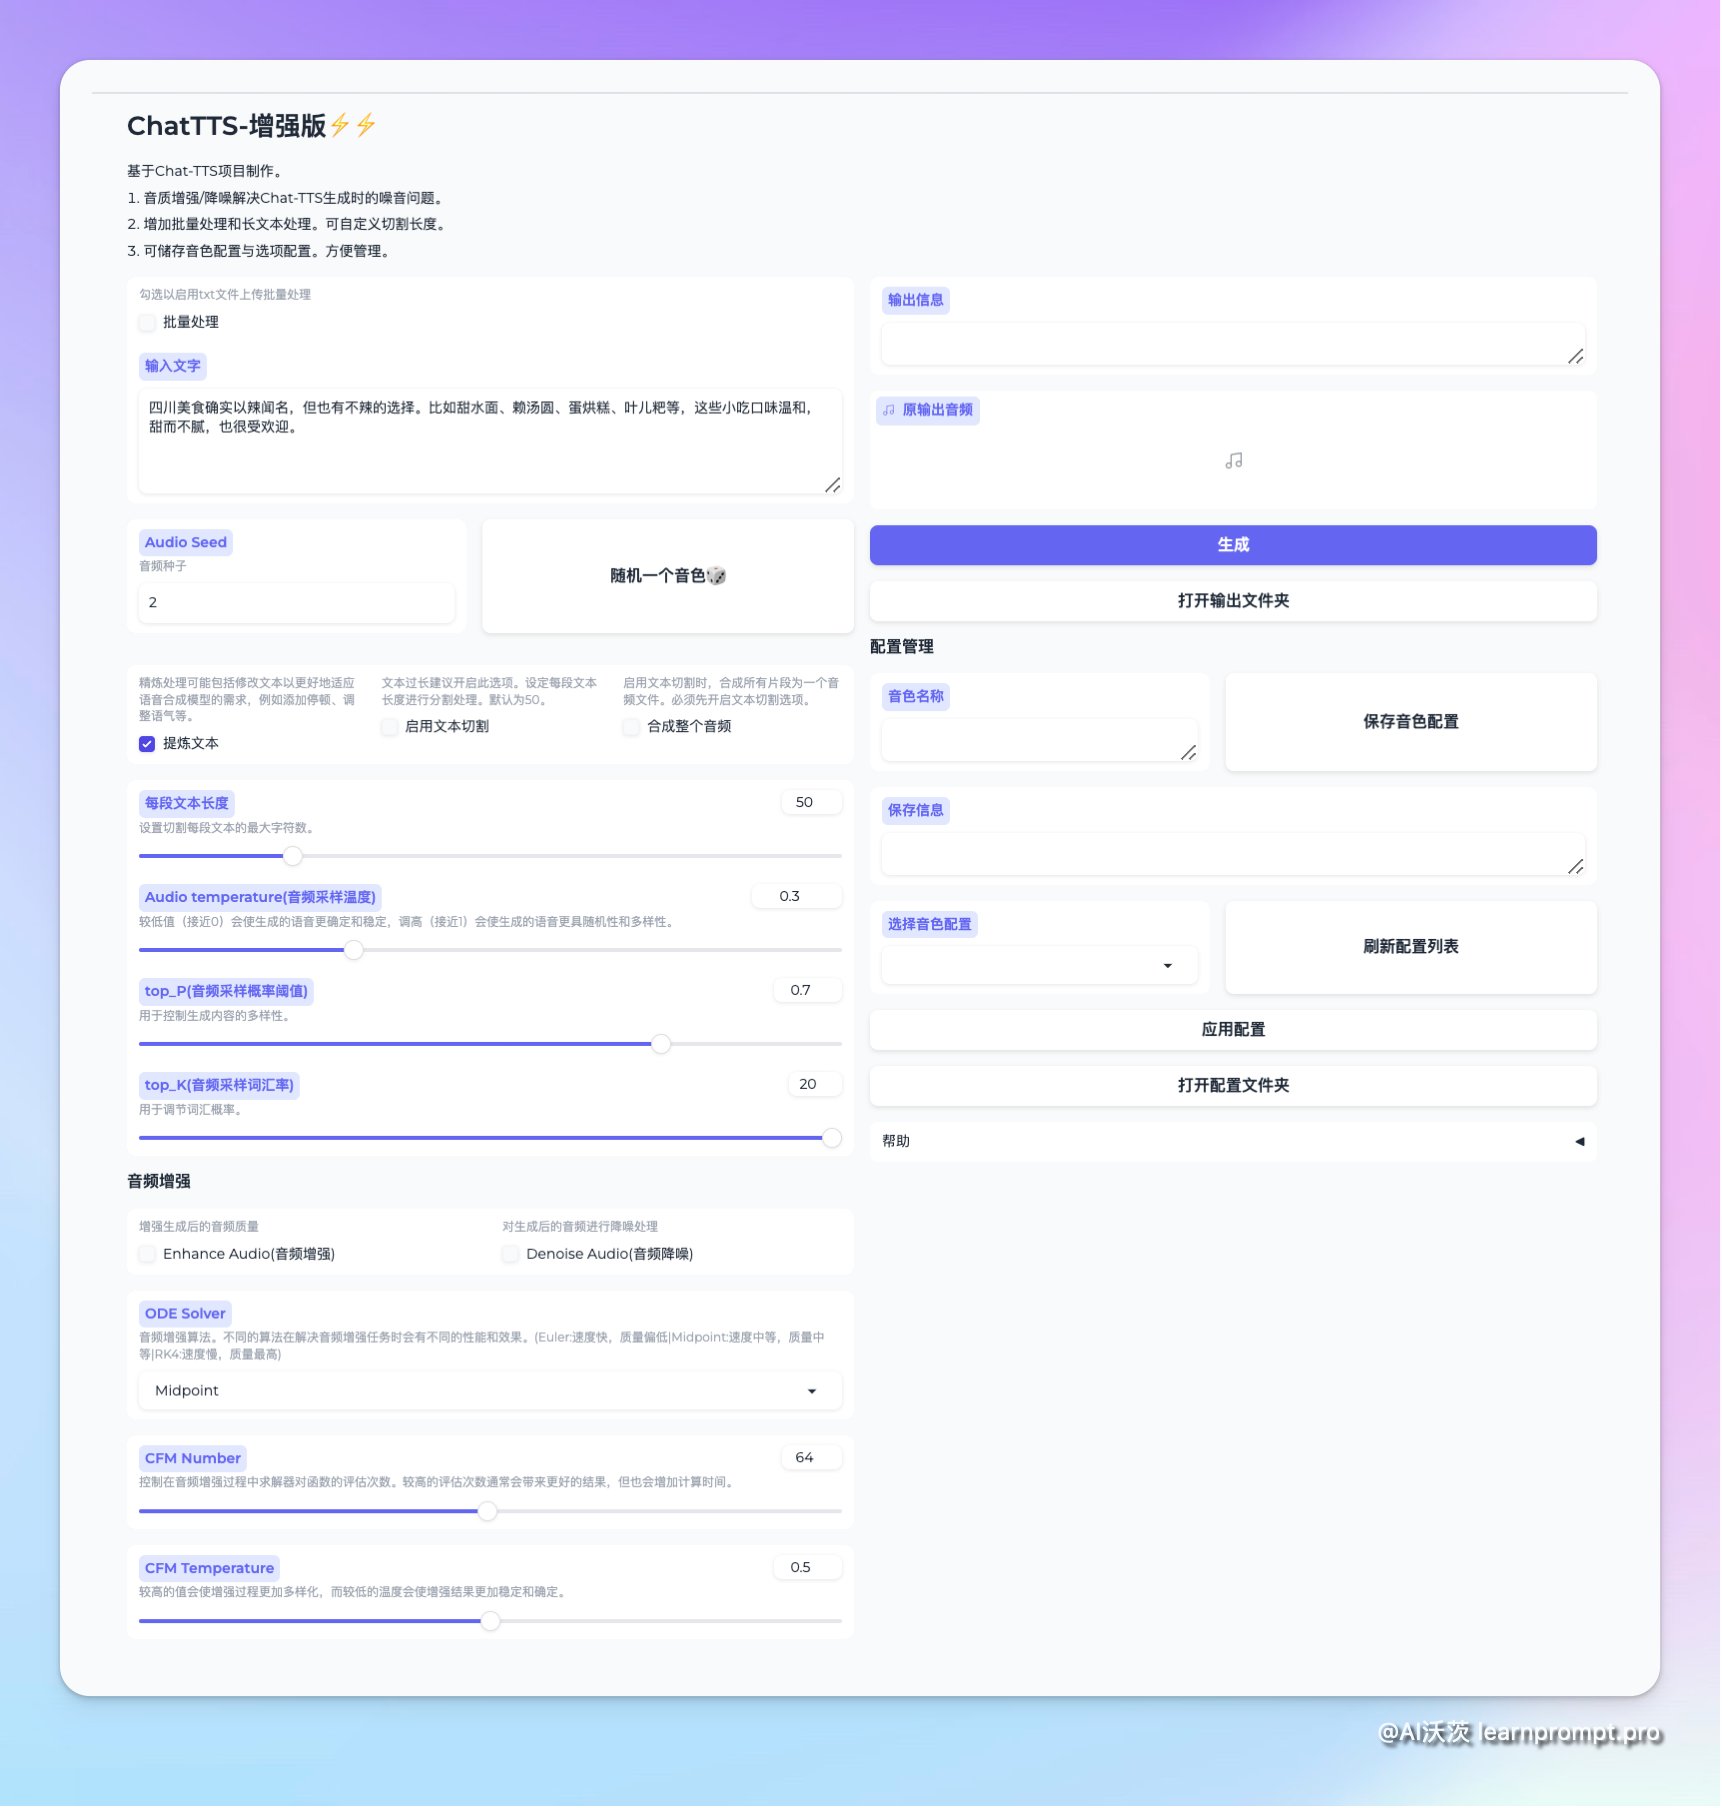 ChatTTS-增强版⚡⚡
基于Chat-TTS项目制作。
1. 音质增强/降噪解决Chat-TTS生成时的噪音问题。
2. 增加批量处理和长文本处理。可自定义切割长度。
3. 可储存音色配置与选项配置。方便管理。
勾选以启用txt文件上传批量处理
批量处理
输入文字
四川美食确实以辣闻名，但也有不辣的选择。比如甜水面、赖汤圆、蛋烘糕、叶儿粑等，这些小吃口味温和，
甜而不腻，也很受欢迎。
Audio Seed
音频种子
2
随机一个音色🎲
精炼处理可能包括修改文本以更好地适应
语音合成模型的需求，例如添加停顿、调
整语气等。
提炼文本
文本过长建议开启此选项。设定每段文本
长度进行分割处理。默认为50。
启用文本切割
启用文本切割时，合成所有片段为一个音
频文件。必须先开启文本切割选项。
合成整个音频
每段文本长度
50
设置切割每段文本的最大字符数。
Audio temperature(音频采样温度)
0.3
较低值（接近0）会使生成的语音更确定和稳定，调高（接近1）会使生成的语音更具随机性和多样性。
top_P(音频采样概率阈值)
0.7
用于控制生成内容的多样性。
top_K(音频采样词汇率)
20
用于调节词汇概率。
音频增强
增强生成后的音频质量
Enhance Audio(音频增强)
对生成后的音频进行降噪处理
Denoise Audio(音频降噪)
ODE Solver
音频增强算法。不同的算法在解决音频增强任务时会有不同的性能和效果。(Euler:速度快，质量偏低|Midpoint:速度中等，质量中
等|RK4:速度慢，质量最高)
Midpoint
CFM Number
64
控制在音频增强过程中求解器对函数的评估次数。较高的评估次数通常会带来更好的结果，但也会增加计算时间。
CFM Temperature
0.5
较高的值会使增强过程更加多样化，而较低的温度会使增强结果更加稳定和确定。
输出信息
原输出音频
生成
打开输出文件夹
配置管理
音色名称
保存音色配置
保存信息
选择音色配置
刷新配置列表
应用配置
打开配置文件夹
帮助
@AI沃茨 learnprompt.pro